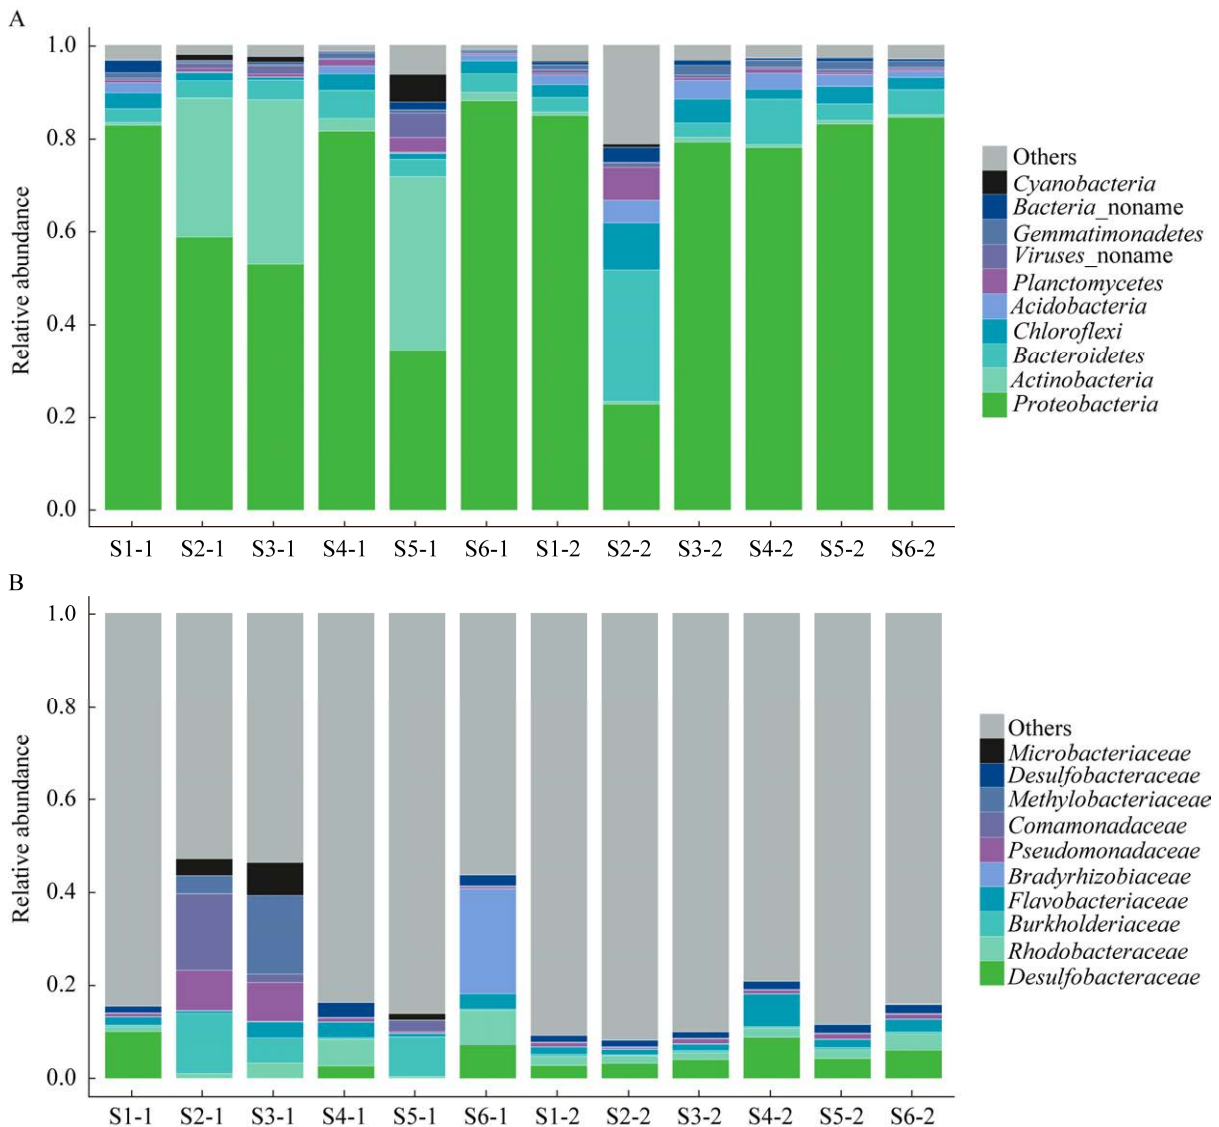 A
1.0
0.8
0.6
0.4
0.2
0.0
Relative abundance
S1-1 S2-1 S3-1 S4-1 S5-1 S6-1 S1-2 S2-2 S3-2 S4-2 S5-2 S6-2
Others
Cyanobacteria
Bacteria_noname
Gemmatimonadetes
Viruses_noname
Planctomycetes
Acidobacteria
Chloroflexi
Bacteroidetes
Actinobacteria
Proteobacteria
B
1.0
0.8
0.6
0.4
0.2
0.0
Relative abundance
S1-1 S2-1 S3-1 S4-1 S5-1 S6-1 S1-2 S2-2 S3-2 S4-2 S5-2 S6-2
Others
Microbacteriaceae
Desulfobacteraceae
Methylobacteriaceae
Comamonadaceae
Pseudomonadaceae
Bradyrhizobiaceae
Flavobacteriaceae
Burkholderiaceae
Rhodobacteraceae
Desulfobacteraceae